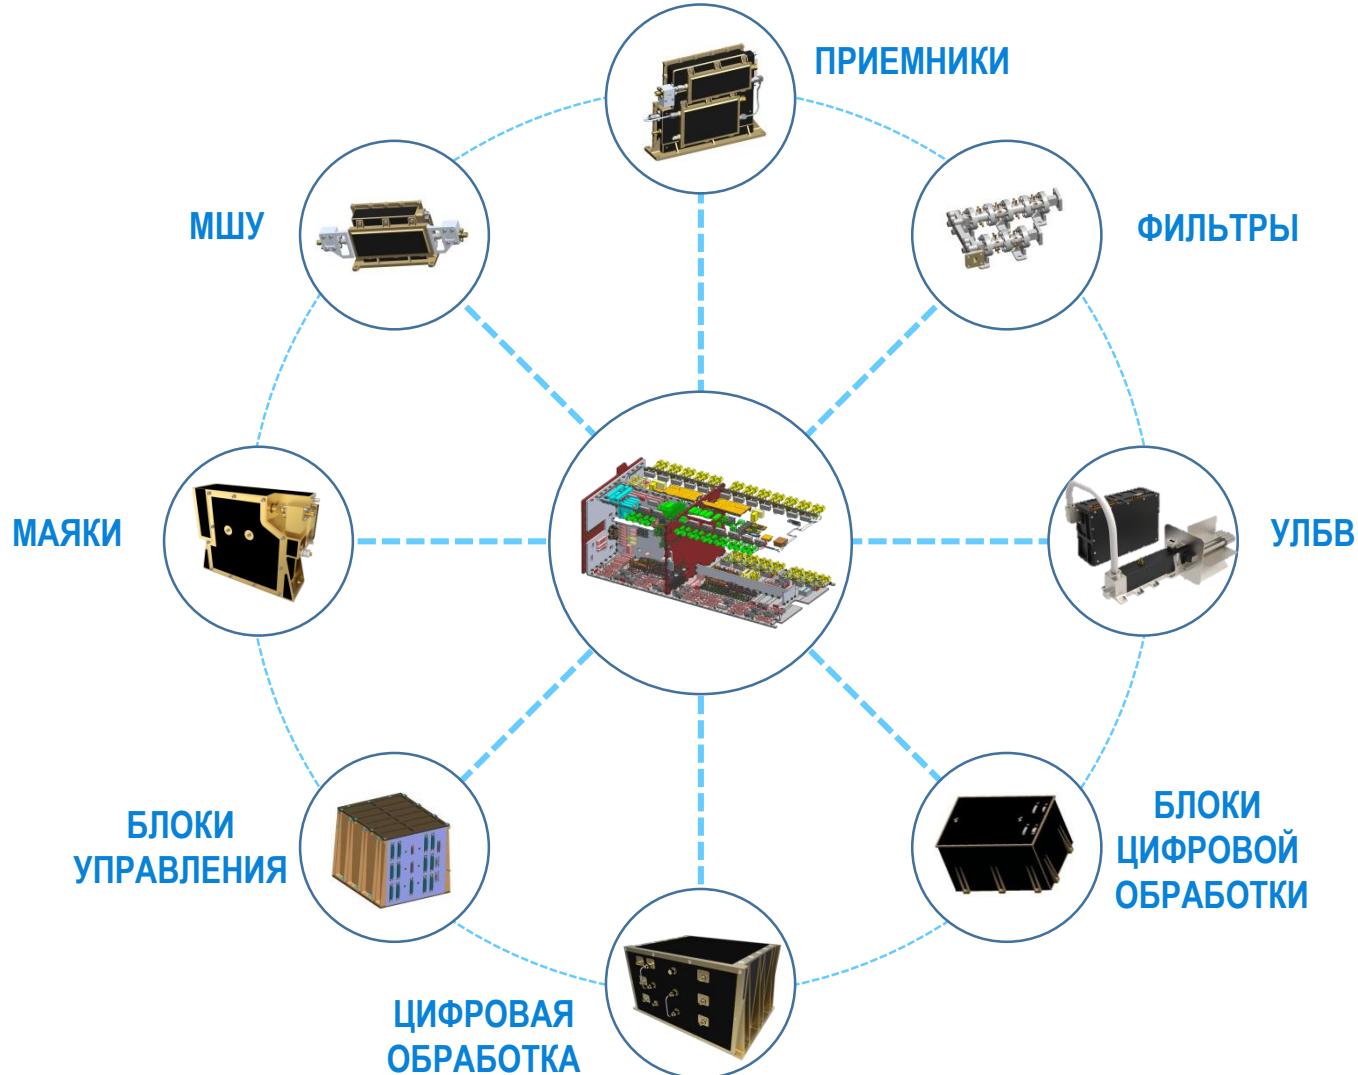 ПРИЕМНИКИ
МШУ
ФИЛЬТРЫ
МАЯКИ
УЛБВ
БЛОКИ
УПРАВЛЕНИЯ
БЛОКИ
ЦИФРОВОЙ
ОБРАБОТКИ
ЦИФРОВАЯ
ОБРАБОТКА